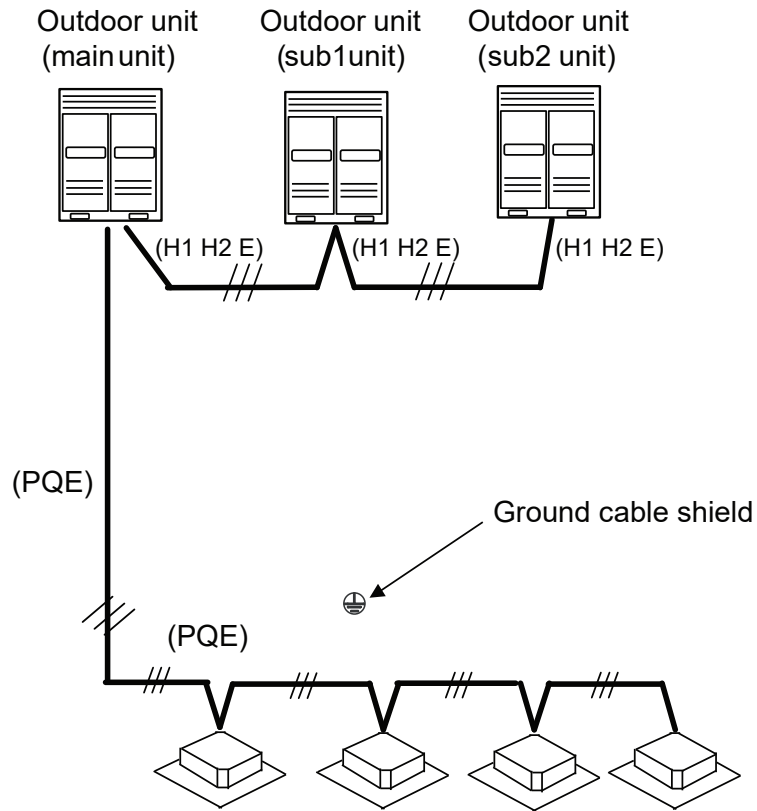 Outdoor unit
(main unit)
Outdoor unit
(sub1unit)
Outdoor unit
(sub2 unit)
(H1 H2 E)
(H1 H2 E)
(H1 H2 E)
(PQE)
Ground cable shield
(PQE)